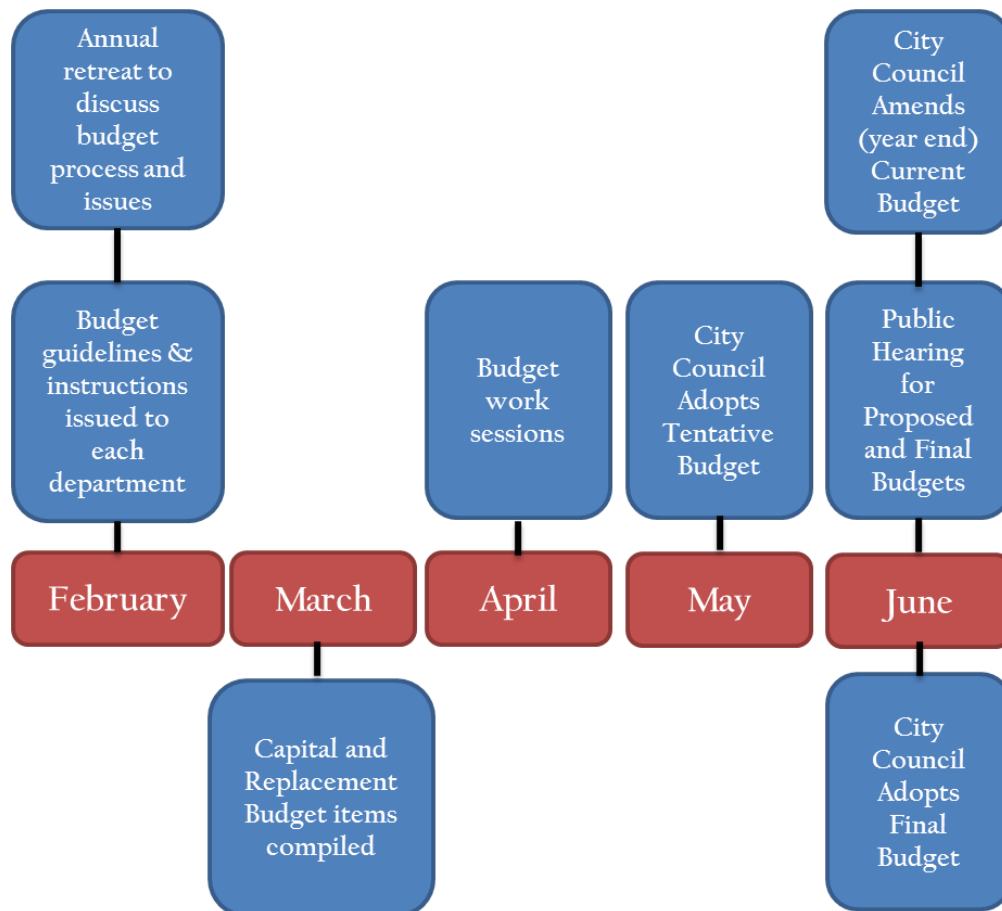 Annual
retreat to
discuss
budget
process and
issues
City
Council
Amends
(year end)
Current
Budget
Budget
guidelines &
instructions
issued to
each
department
Budget
work
sessions
City
Council
Adopts
Tentative
Budget
Public
Hearing
for
Proposed
and Final
Budgets
February
March
April
May
June
Capital and
Replacement
Budget items
compiled
City
Council
Adopts
Final
Budget